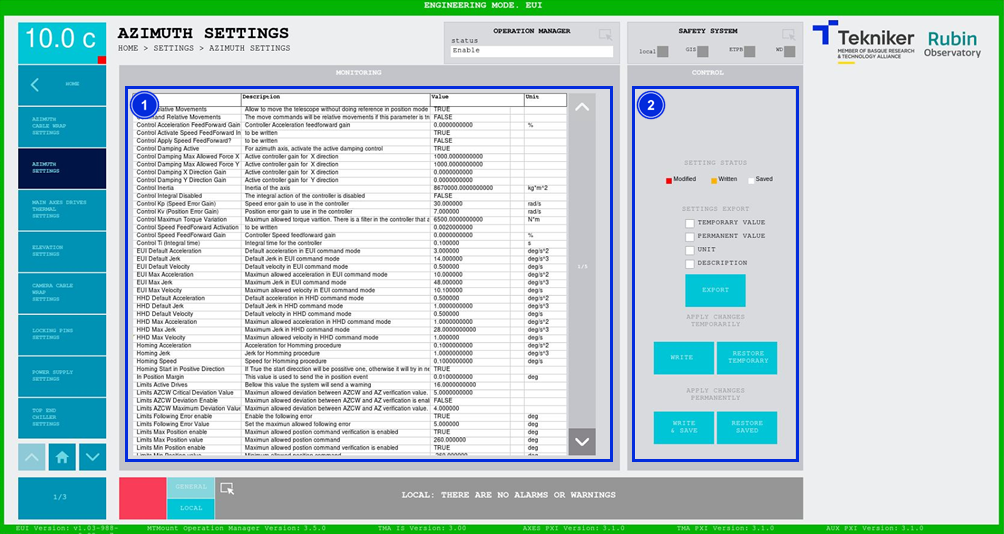 ENGINEERING MODE. EUI
10.0 c
AZIMUTH SETTINGS
HOME > SETTINGS > AZIMUTH SETTINGS
OPERATION MANAGER
status
Enable
SAFETY SYSTEM
local GIS ETPB WD
Tekniker
MEMBER OF BASQUE RESEARCH
& TECHNOLOGY ALLIANCE
Rubin
Observatory
HOME
AZIMUTH
CABLE WRAP
SETTINGS
AZIMUTH
SETTINGS
MAIN AXES DRIVES
THERMAL
SETTINGS
ELEVATION
SETTINGS
CAMERA CABLE
WRAP
SETTINGS
LOCKING PINS
SETTINGS
POWER SUPPLY
SETTINGS
TOP END
CHILLER
SETTINGS
1/3
MONITORING
1
Description Value Unit
elative Movements Allow to move the telescope without doing reference in position mode TRUE
and Relative Movements The move commands will be relative movements if this parameter is tr FALSE
Control Acceleration FeedForward Gain Controller Acceleration feedforward gain 0.0000000000 %
Control Activate Speed FeedForward In to be written TRUE
Control Apply Speed FeedForward? to be written FALSE
Control Damping Active For azimuth axis, activate the active damping control TRUE
Control Damping Max Allowed Force X Active controller gain for X direction 1000.0000000000
Control Damping Max Allowed Force Y Active controller gain for Y direction 1000.0000000000
Control Damping X Direction Gain Active controller gain for X direction 0.0000000000
Control Damping Y Direction Gain Active controller gain for Y direction 0.0000000000
Control Inertia Inertia of the axis 8670000.0000000000 kg*m^2
Control Integral Disabled The integral action of the controller is disabled FALSE
Control Kp (Speed Error Gain) Speed error gain to use in the controller 30.000000 rad/s
Control Kv (Position Error Gain) Position error gain to use in the controller 7.000000 rad/s
Control Maximun Torque Variation Maximun allowed torque varition. There is a filter in the controller that a 6500.0000000000 N*m
Control Speed FeedForward Activation to be written 0.0020000000
Control Speed FeedForward Gain Controller Speed feedforward gain 0.0000000000 %
Control Ti (Integral time) Integral time for the controller 0.100000 s
EUI Default Acceleration Default acceleration in EUI command mode 3.000000 deg/s^2
EUI Default Jerk Default Jerk in EUI command mode 14.000000 deg/s^3
EUI Default Velocity Default velocity in EUI command mode 0.500000 deg/s
EUI Max Acceleration Maximun allowed acceleration in EUI command mode 10.000000 deg/s^2
EUI Max Jerk Maximum Jerk in EUI command mode 48.000000 deg/s^3
EUI Max Velocity Maximun allowed velocity in EUI command mode 10.100000 deg/s
HHD Default Acceleration Default acceleration in HHD command mode 0.500000 deg/s^2
HHD Default Jerk Default Jerk in HHD command mode 1.0000000000 deg/s^3
HHD Default Velocity Default velocity in HHD command mode 0.500000 deg/s
HHD Max Acceleration Maximun allowed acceleration in HHD command mode 1.0000000000 deg/s^2
HHD Max Jerk Maximum Jerk in HHD command mode 28.0000000000 deg/s^3
HHD Max Velocity Maximun allowed velocity in HHD command mode 1.000000 deg/s
Homing Acceleration Acceleration for Homming procedure 0.1000000000 deg/s^2
Homing Jerk Jerk for Homming procedure 1.0000000000 deg/s^3
Homing Speed Speed for Homming procedure 0.1000000000 deg/s
Homing Start in Positive Direction If True the start direcction will be possitive one, otherwise it will try in ne TRUE
In Position Margin This value is used to send the in position event 0.0100000000 deg
Limits Active Drives Bellow this value the system will send a warning 16.0000000000
Limits AZCW Critical Deviation Value Maximun allowed deviation between AZCW and AZ verification value. 5.0000000000
Limits AZCW Deviation Enable Maximun allowed deviation between AZCW and AZ verification is enal FALSE
Limits AZCW Maximum Deviation Value Maximun allowed deviation between AZCW and AZ verification value. 4.000000
Limits Following Error enable Enable the following error TRUE deg
Limits Following Error Value Set the maximun allowed following error 5.000000 deg
Limits Max Position enable Maximun allowed postion command verification is enabled TRUE deg
Limits Max Position value Maximun allowed postion command 260.000000 deg
Limits Min Position enable Minimun allowed postion command verification is enabled TRUE deg
1/3
CONTROL
2
SETTING STATUS
Modified Written Saved
SETTINGS EXPORT
TEMPORARY VALUE
PERMANENT VALUE
UNIT
DESCRIPTION
EXPORT
APPLY CHANGES
TEMPORARILY
WRITE
RESTORE
TEMPORARY
APPLY CHANGES
PERMANENTLY
WRITE
& SAVE
RESTORE
SAVED
GENERAL
LOCAL
LOCAL: THERE ARE NO ALARMS OR WARNINGS
EUI Version: v1.03-988-
MTMount Operation Manager Version: 3.5.0
TMA IS Version: 3.00
AXES PXI Version: 3.1.0
TMA PXI Version: 3.1.0
AUX PXI Version: 3.1.0